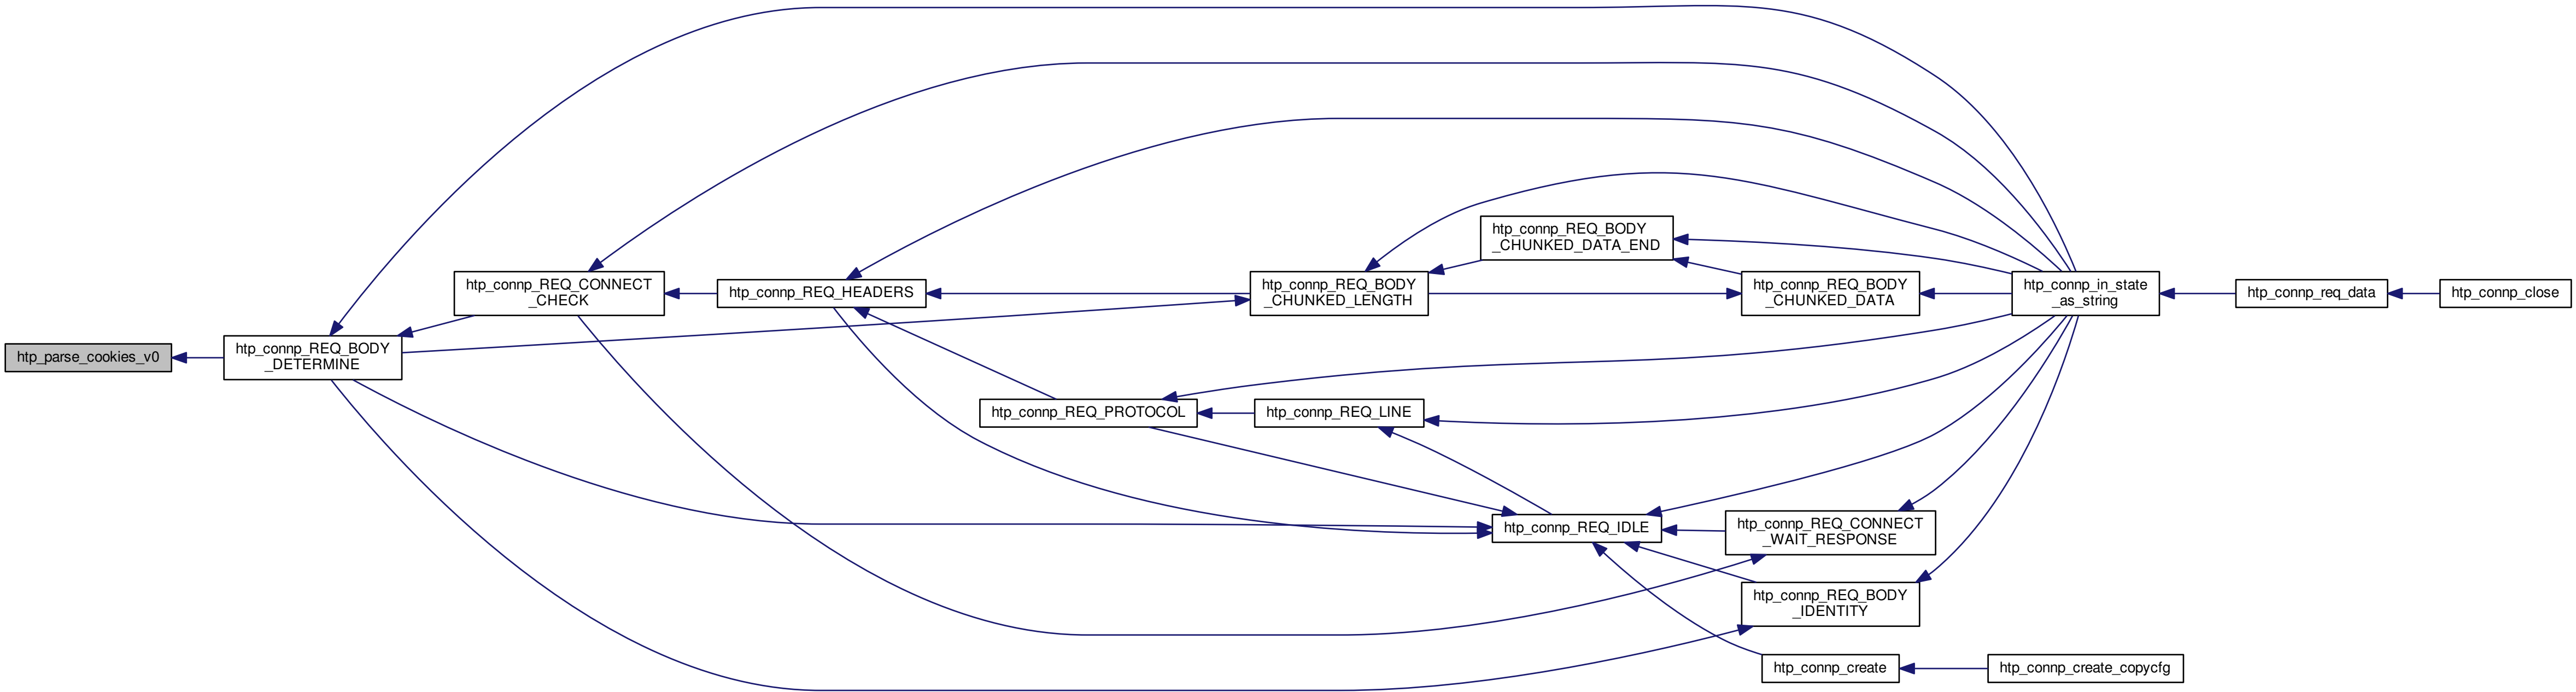 htp_parse_cookies_v0
htp_connp_REQ_BODY
_DETERMINE
htp_connp_REQ_CONNECT
_CHECK
htp_connp_REQ_HEADERS
htp_connp_REQ_PROTOCOL
htp_connp_REQ_BODY
_CHUNKED_LENGTH
htp_connp_REQ_LINE
htp_connp_REQ_BODY
_CHUNKED_DATA_END
htp_connp_REQ_IDLE
htp_connp_REQ_BODY
_CHUNKED_DATA
htp_connp_REQ_CONNECT
_WAIT_RESPONSE
htp_connp_REQ_BODY
_IDENTITY
htp_connp_create
htp_connp_in_state
_as_string
htp_connp_create_copycfg
htp_connp_req_data
htp_connp_close